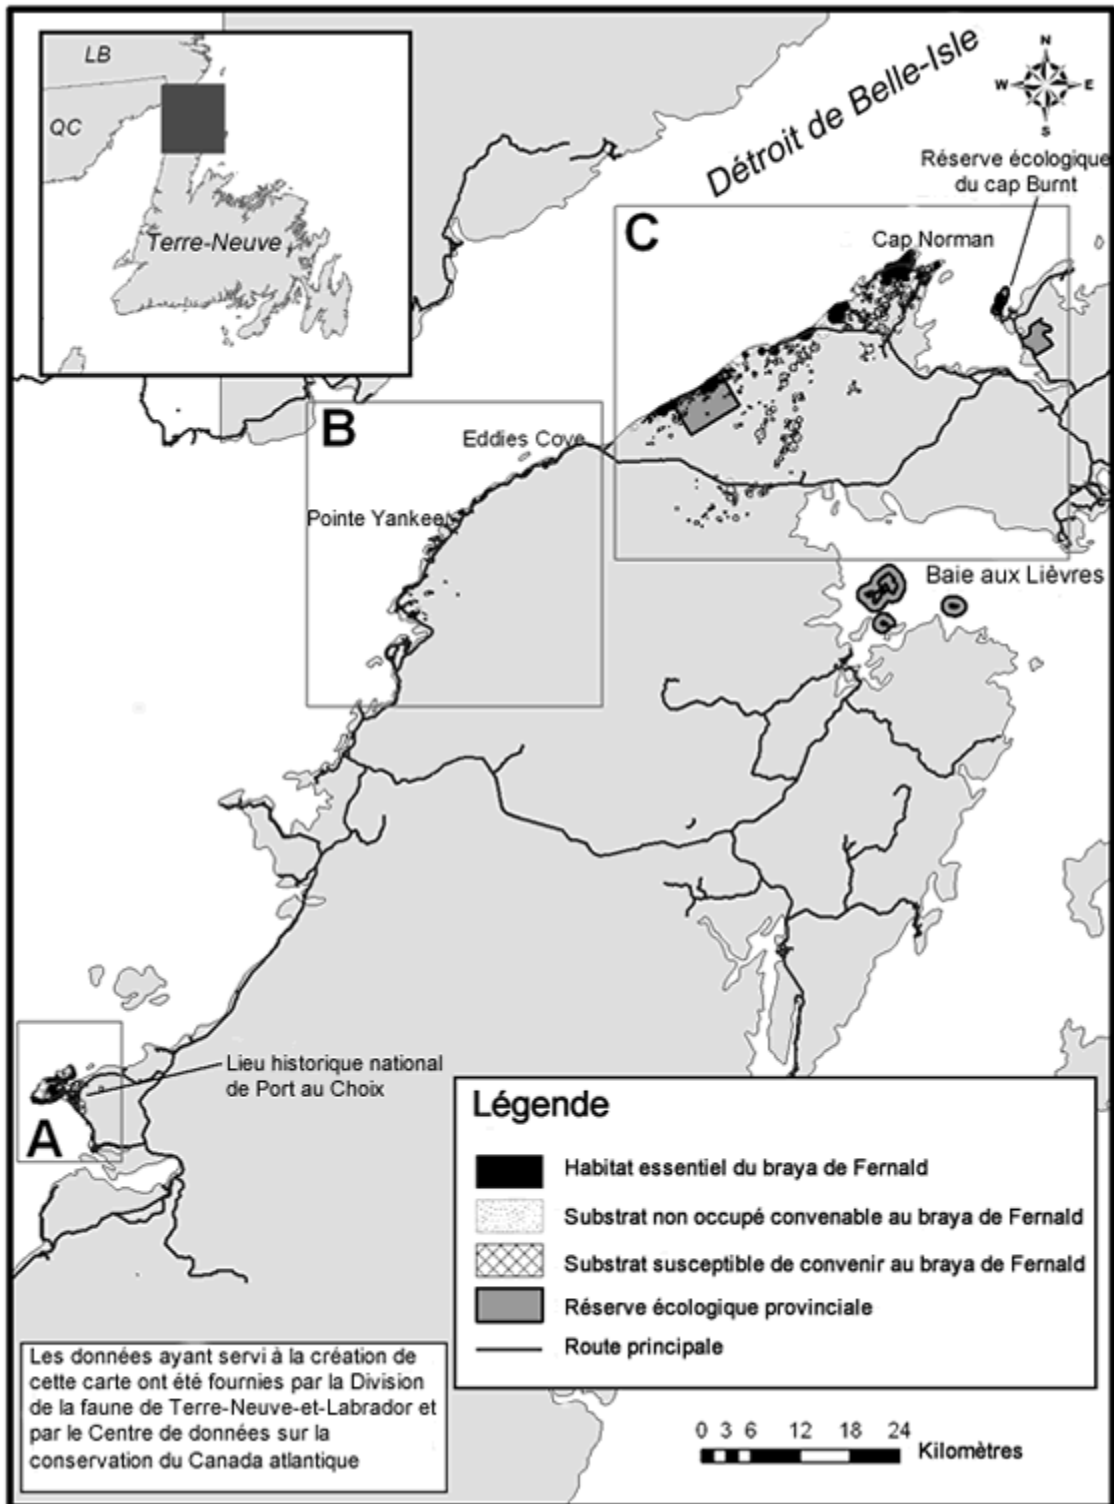 LB
QC
Terre-Neuve
Détroit de Belle-Isle
N
W
E
S
Réserve écologique
du cap Burnt
C
Cap Norman
B
Eddies Cove
Pointe Yankee
Baie aux Lièvres
Lieu historique national
de Port au Choix
A
Légende
Habitat essentiel du braya de Fernald
Substrat non occupé convenable au braya de Fernald
Substrat susceptible de convenir au braya de Fernald
Réserve écologique provinciale
Route principale
Les données ayant servi à la création de
cette carte ont été fournies par la Division
de la faune de Terre-Neuve-et-Labrador et
par le Centre de données sur la
conservation du Canada atlantique
0 3 6 12 18 24
Kilomètres